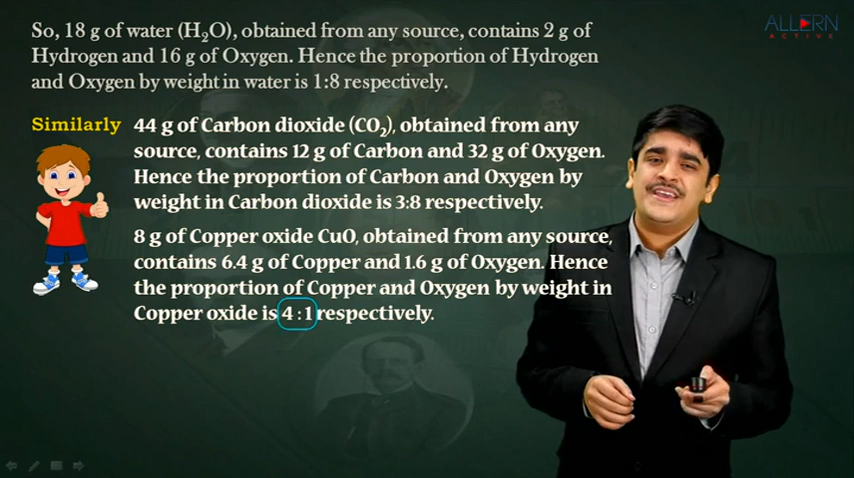 So, 18 g of water (H₂O), obtained from any source, contains 2 g of
Hydrogen and 16 g of Oxygen. Hence the proportion of Hydrogen
and Oxygen by weight in water is 1:8 respectively.
Similarly 44 g of Carbon dioxide (CO₂), obtained from any
source, contains 12 g of Carbon and 32 g of Oxygen.
Hence the proportion of Carbon and Oxygen by
weight in Carbon dioxide is 3:8 respectively.
8 g of Copper oxide CuO, obtained from any source,
contains 6.4 g of Copper and 1.6 g of Oxygen. Hence
the proportion of Copper and Oxygen by weight in
Copper oxide is 4 : 1 respectively.
ALLERN
ACTIVE